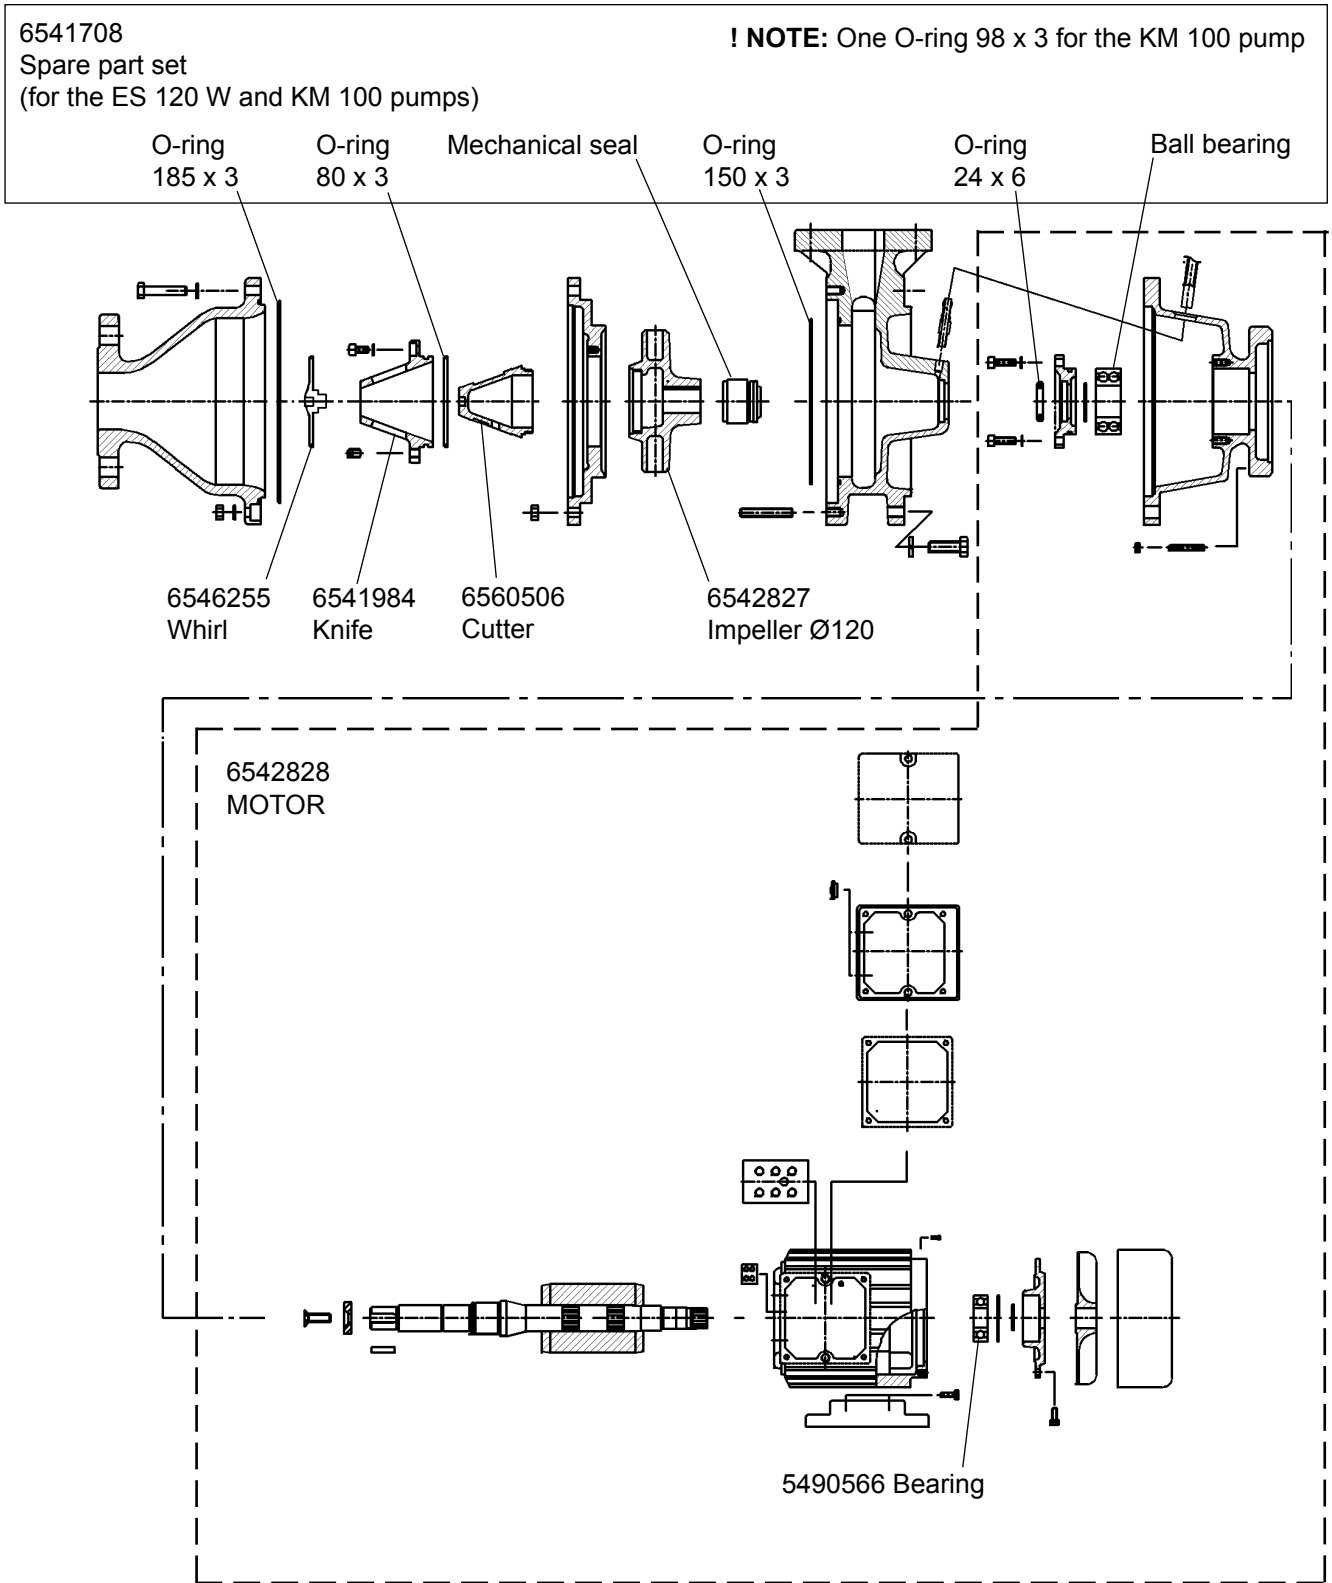 6541708
! NOTE: One O-ring 98 x 3 for the KM 100 pump
Spare part set
(for the ES 120 W and KM 100 pumps)
O-ring
185 x 3
O-ring
80 x 3
Mechanical seal
O-ring
150 x 3
O-ring
24 x 6
Ball bearing
6546255
Whirl
6541984
Knife
6560506
Cutter
6542827
Impeller Ø120
6542828
MOTOR
5490566 Bearing